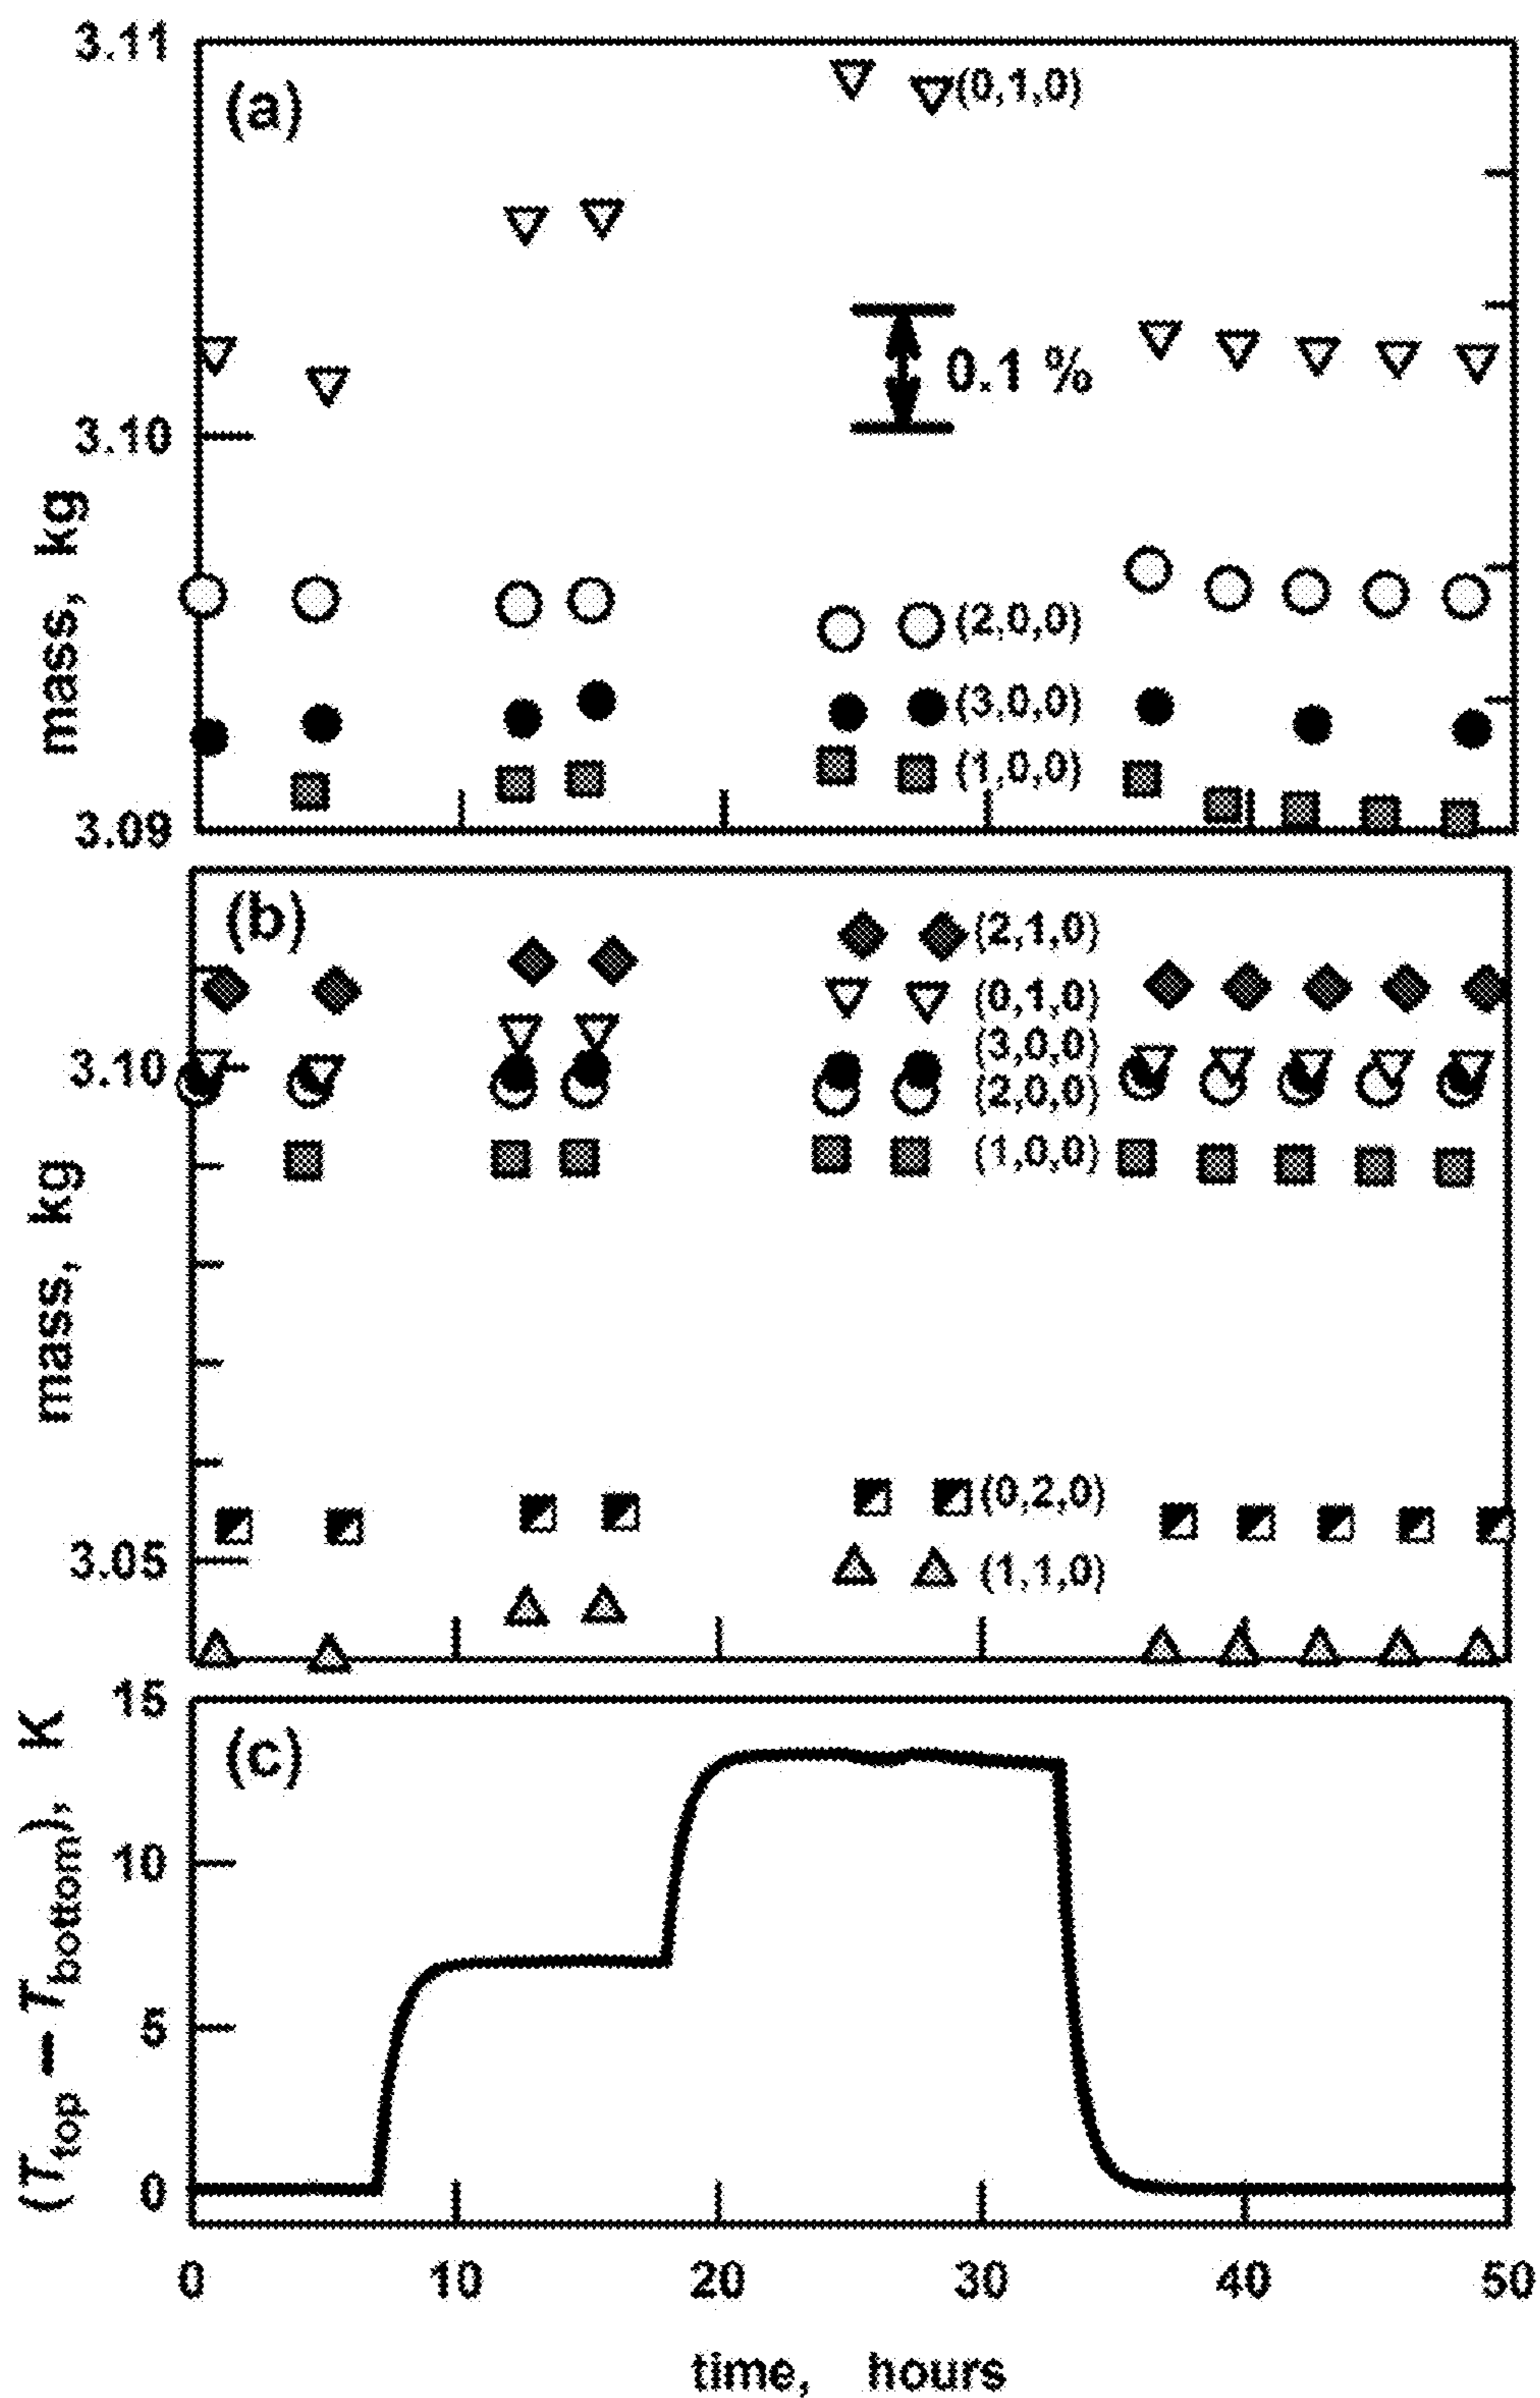 3.11
(a)
(0,1,0)
0.1 %
3.10
mass, kg
(2,0,0)
(3,0,0)
(1,0,0)
3.09
(b)
(2,1,0)
(0,1,0)
(3,0,0)
3.10
(2,0,0)
(1,0,0)
mass, kg
(0,2,0)
3.05
(1,1,0)
15
(c)
10
(Ttop – Tbottom), K
5
0
0 10 20 30 40 50
time, hours